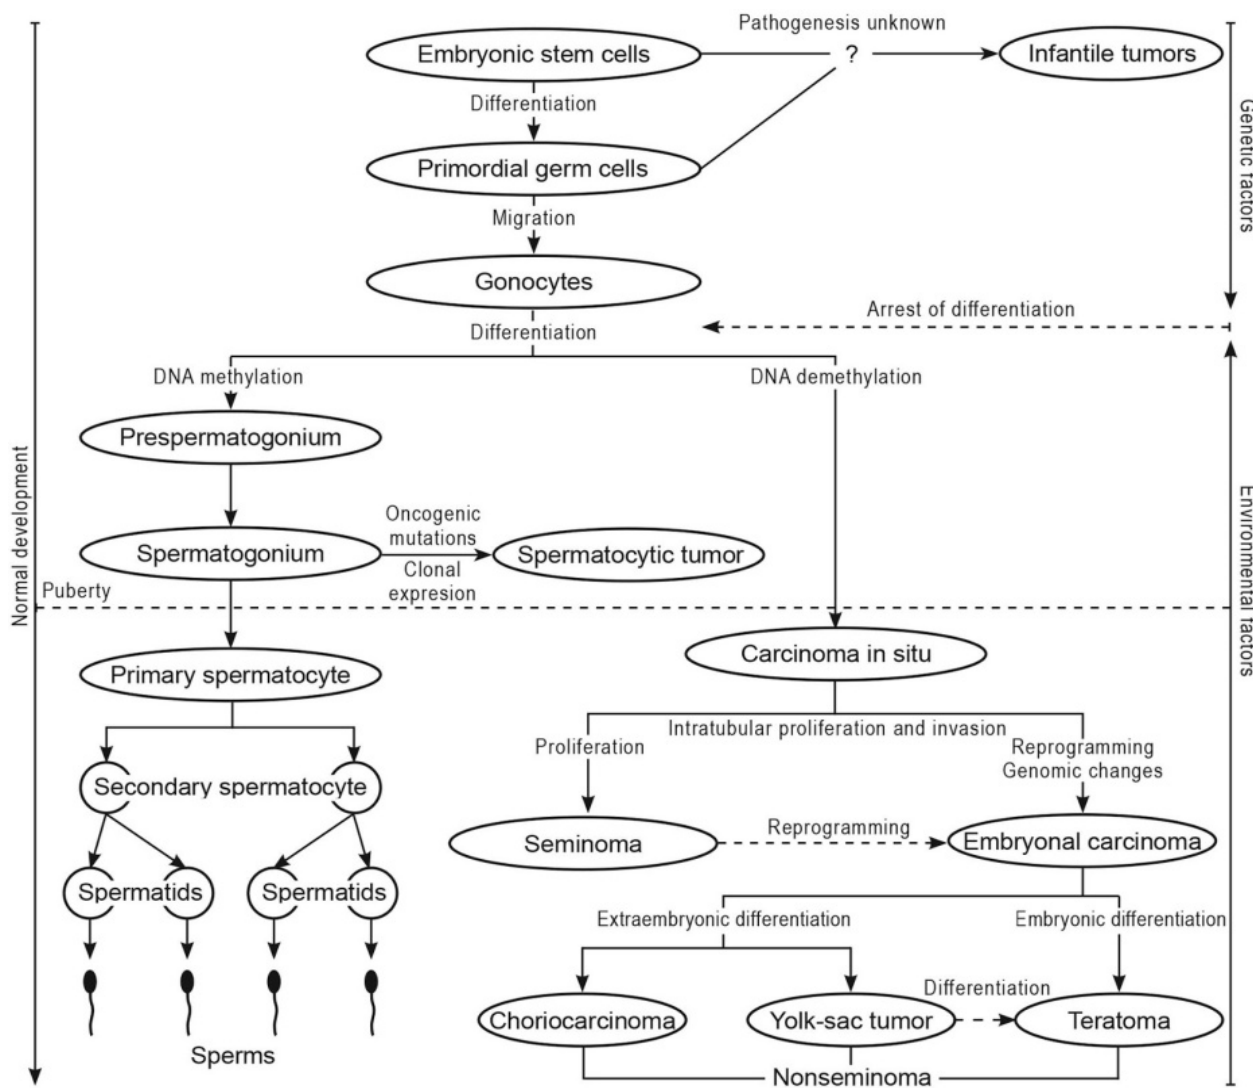 Pathogenesis unknown
Embryonic stem cells
?
Infantile tumors
Differentiation
Primordial germ cells
Genetic factors
Migration
Gonocytes
Arrest of differentiation
Differentiation
DNA methylation
DNA demethylation
Prespermatogonium
Normal development
Oncogenic
mutations
Spermatogonium
Spermatocytic tumor
Clonal
expresion
Environmental factors
Puberty
Carcinoma in situ
Primary spermatocyte
Intratubular proliferation and invasion
Proliferation
Reprogramming
Genomic changes
Secondary spermatocyte
Seminoma
Reprogramming
Embryonal carcinoma
Spermatids
Spermatids
Extraembryonic differentiation
Embryonic differentiation
Differentiation
Choriocarcinoma
Yolk-sac tumor
Teratoma
Sperms
Nonseminoma